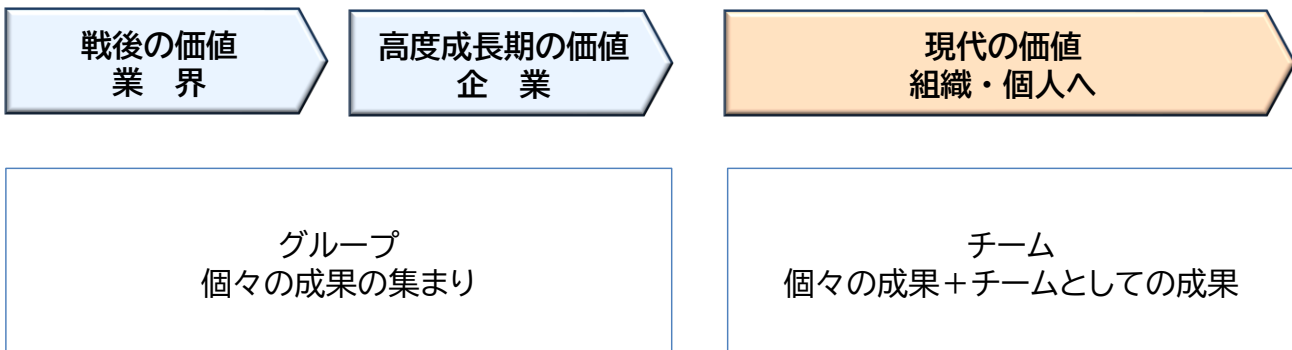 戦後の価値
業　界
高度成長期の価値
企　業
現代の価値
組織・個人へ
グループ
個々の成果の集まり
チーム
個々の成果＋チームとしての成果